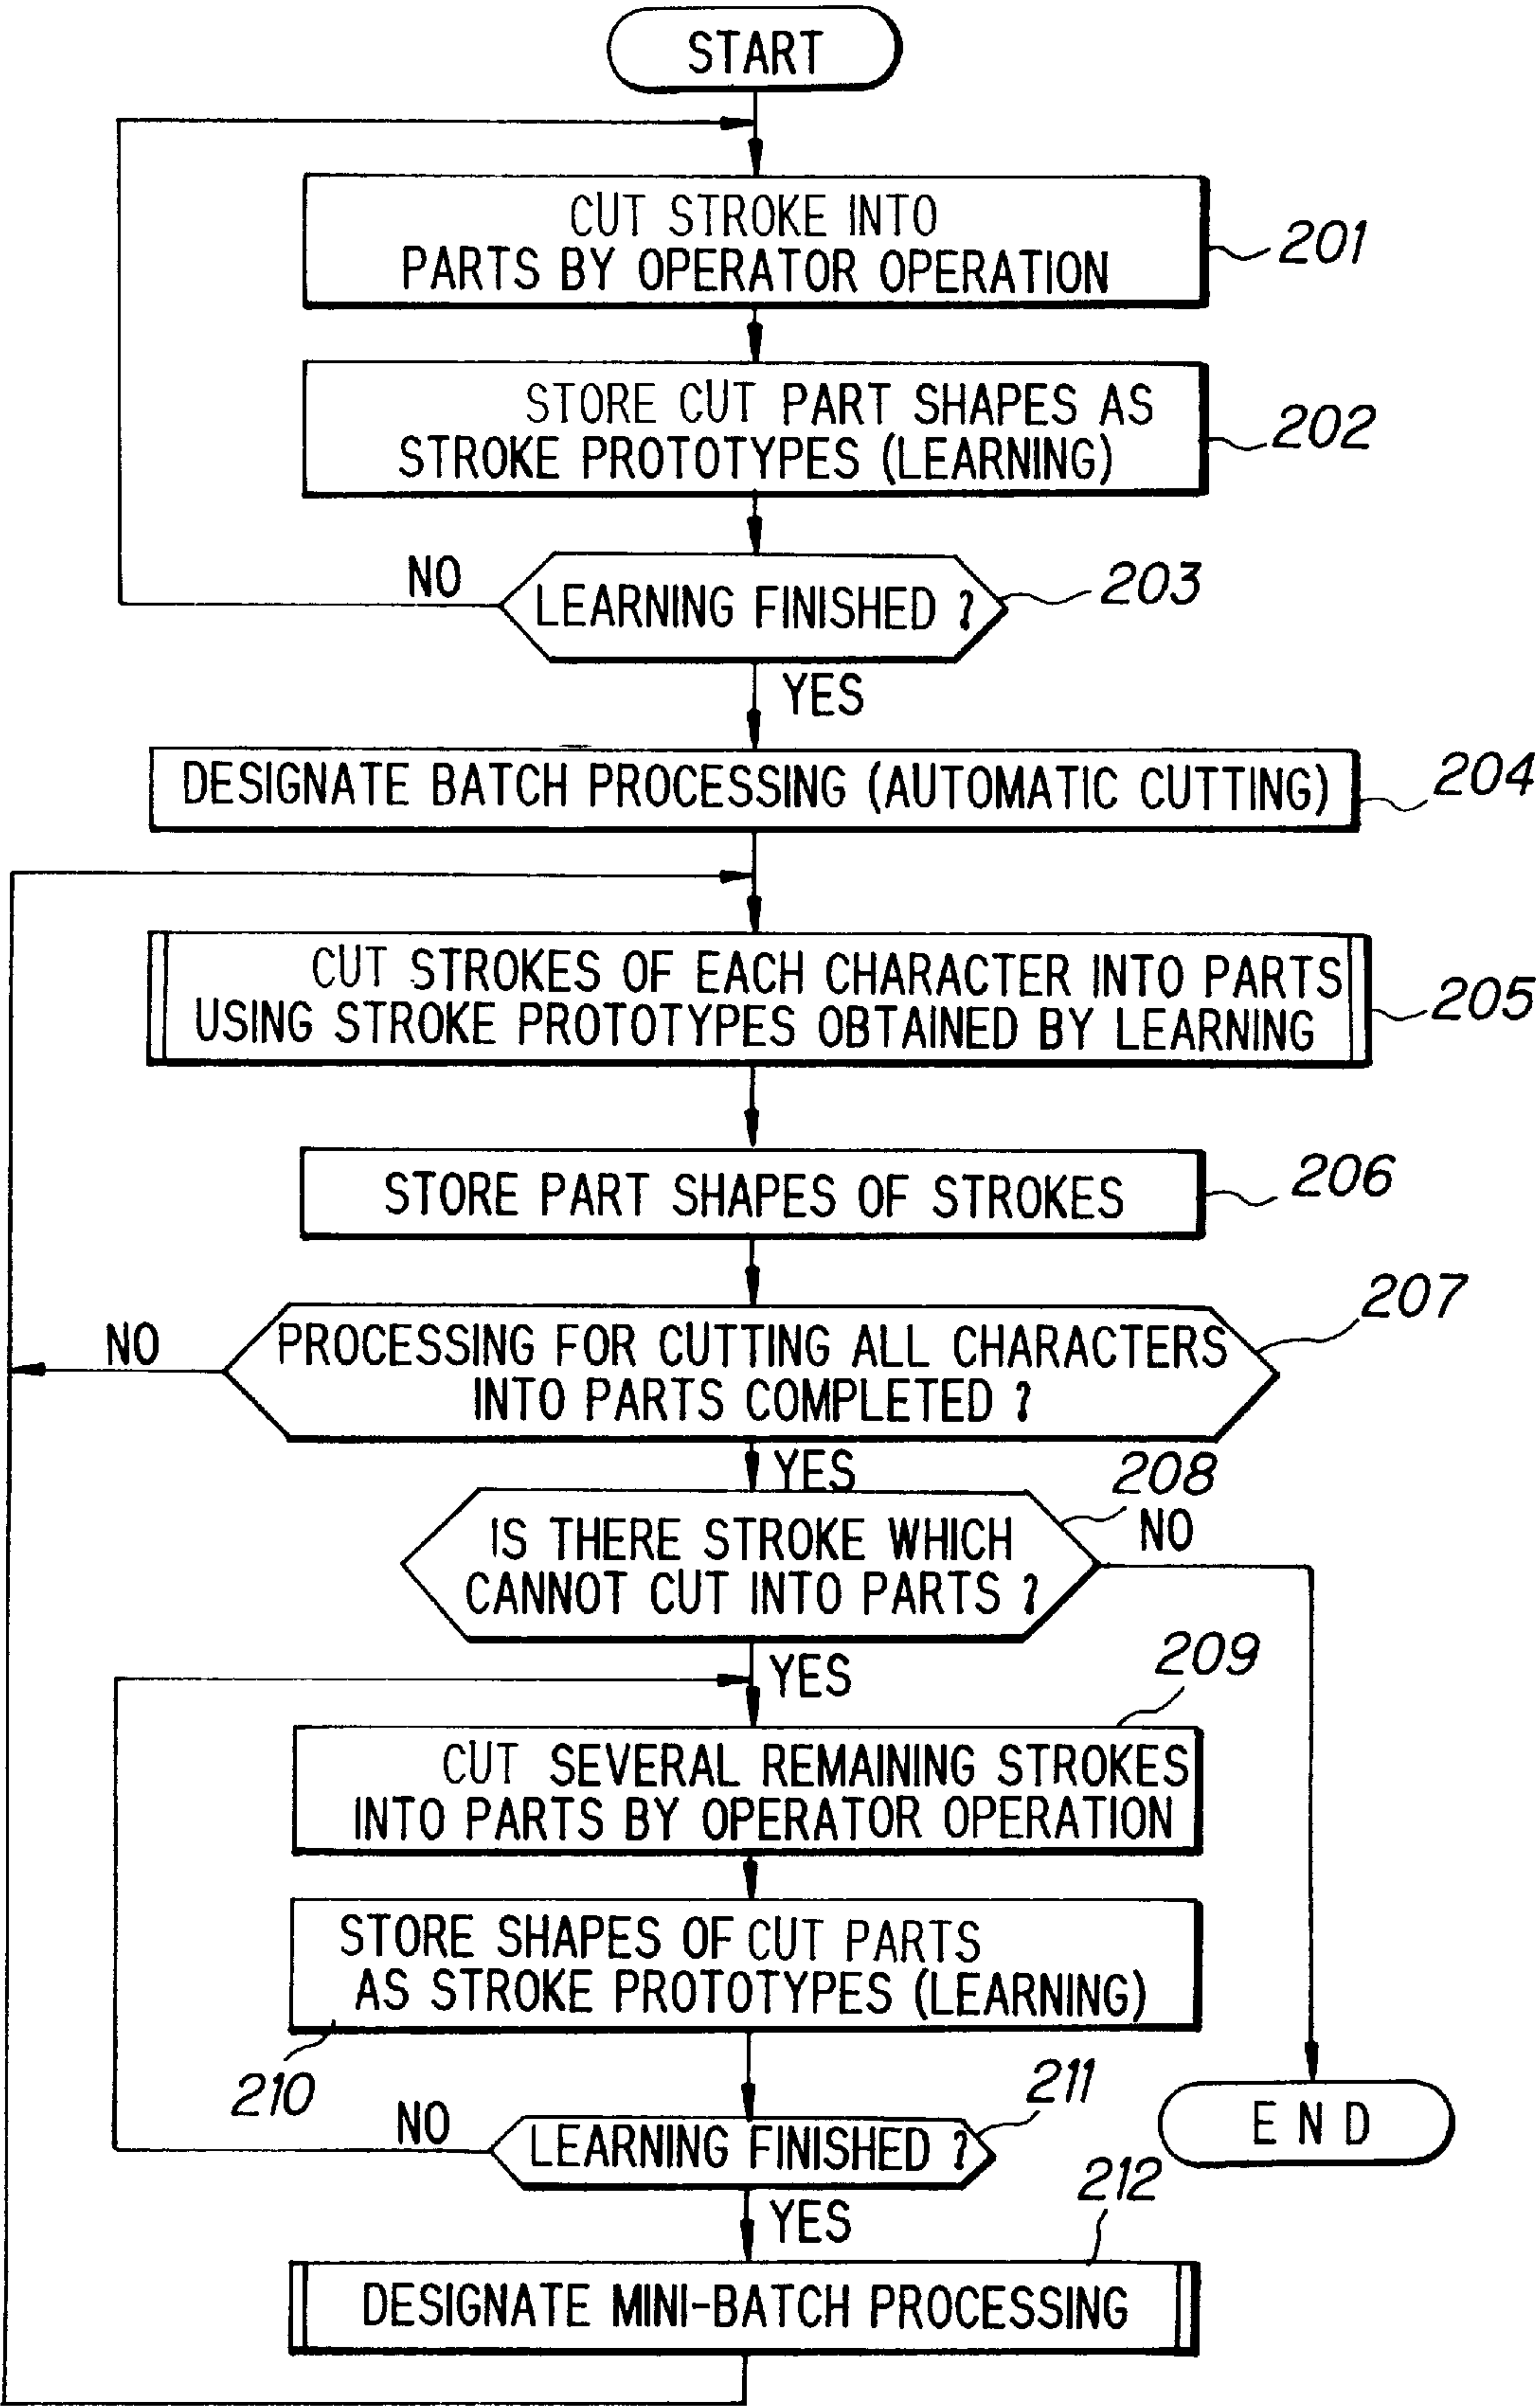 START
CUT STROKE INTO
PARTS BY OPERATOR OPERATION
201
STORE CUT PART SHAPES AS
STROKE PROTOTYPES (LEARNING)
202
NO
LEARNING FINISHED ?
203
YES
DESIGNATE BATCH PROCESSING (AUTOMATIC CUTTING)
204
CUT STROKES OF EACH CHARACTER INTO PARTS
USING STROKE PROTOTYPES OBTAINED BY LEARNING
205
STORE PART SHAPES OF STROKES
206
207
NO
PROCESSING FOR CUTTING ALL CHARACTERS
INTO PARTS COMPLETED ?
YES
208
IS THERE STROKE WHICH
CANNOT CUT INTO PARTS ?
NO
YES
209
CUT SEVERAL REMAINING STROKES
INTO PARTS BY OPERATOR OPERATION
STORE SHAPES OF CUT PARTS
AS STROKE PROTOTYPES (LEARNING)
210
211
NO
LEARNING FINISHED ?
END
YES
212
DESIGNATE MINI-BATCH PROCESSING